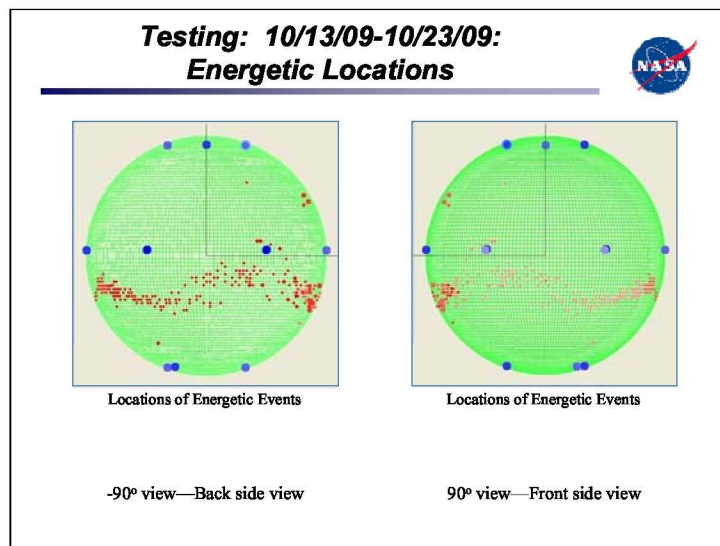 Testing: 10/13/09-10/23/09:
Energetic Locations
NASA
Locations of Energetic Events
Locations of Energetic Events
-90º view—Back side view
90º view—Front side view